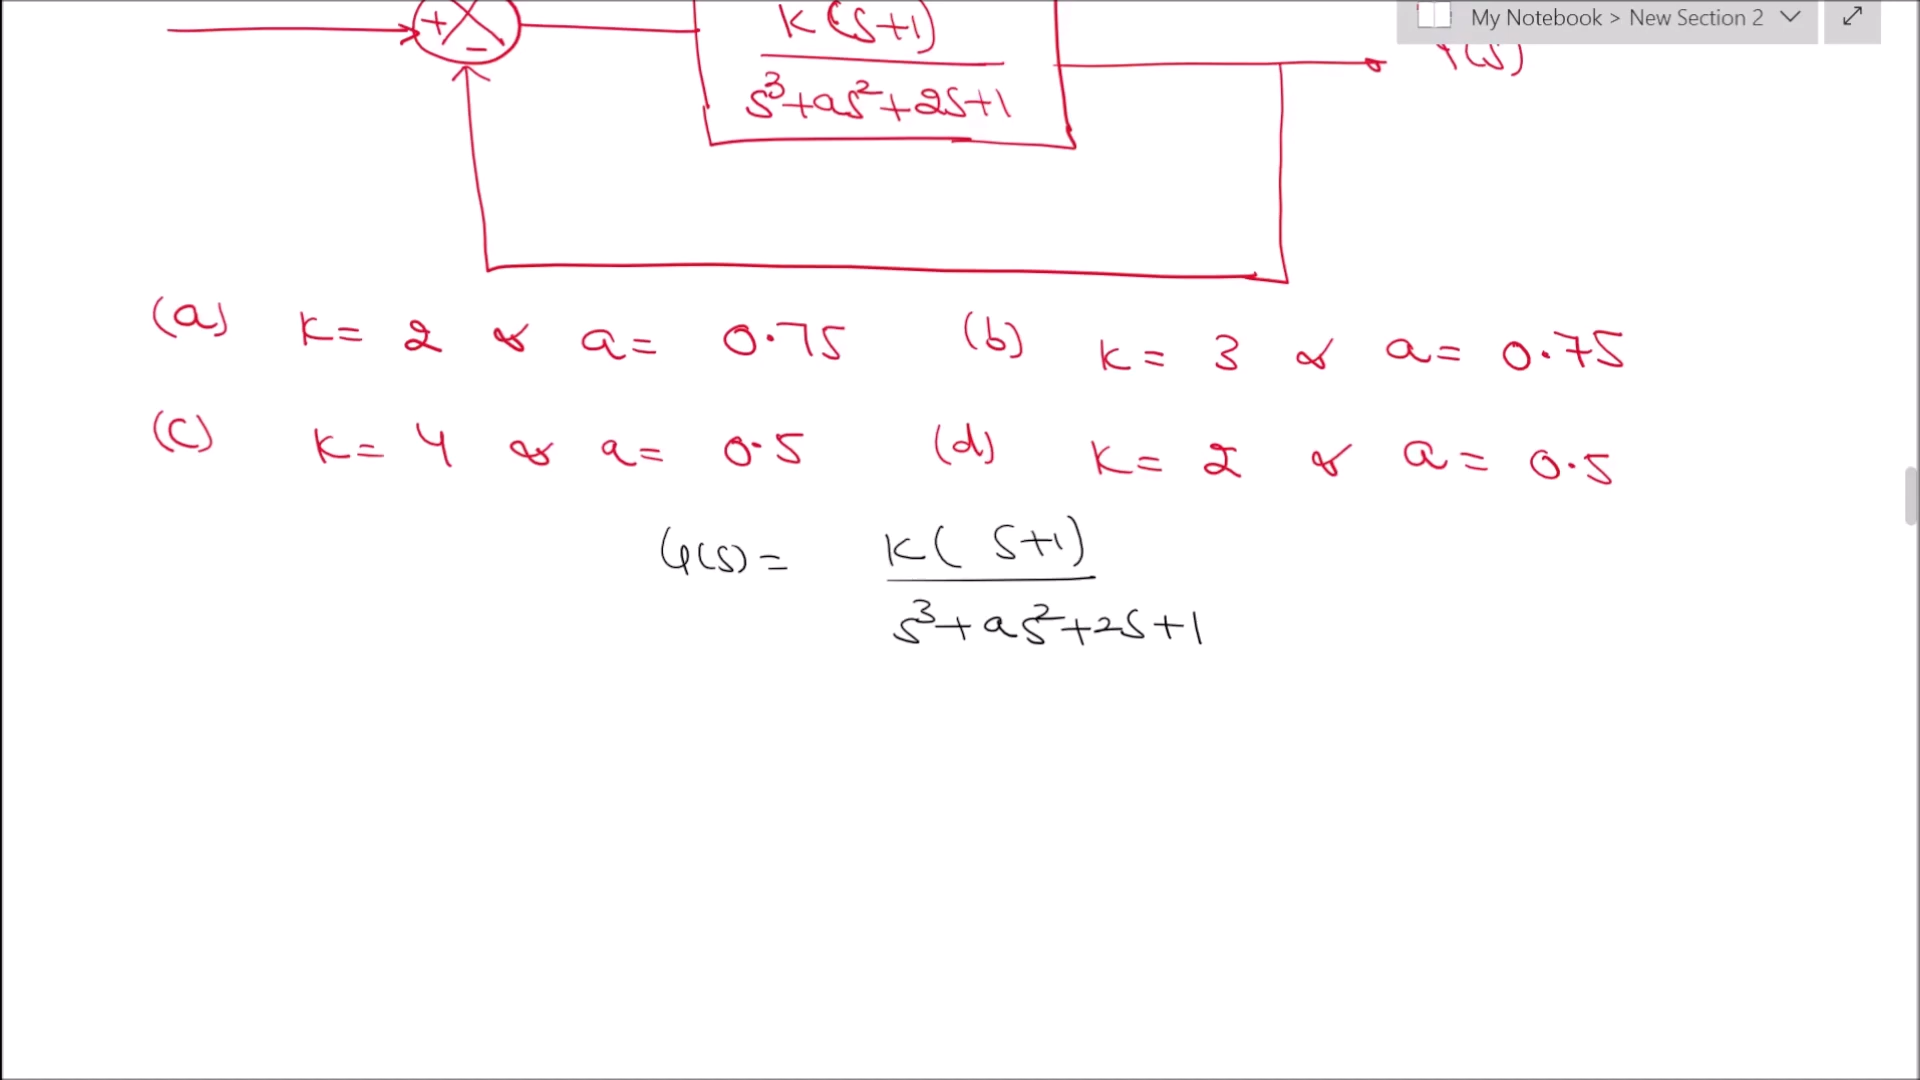 My Notebook > New Section 2
+
-
K(s+1)
s³+as²+2s+1
Y(s)
(a) K= 2 & a= 0.75 (b) K= 3 & a= 0.75
(c) K= 4 & a= 0.5 (d) K= 2 & a= 0.5
G(s)= K( s+1)
s³+as²+2s+1